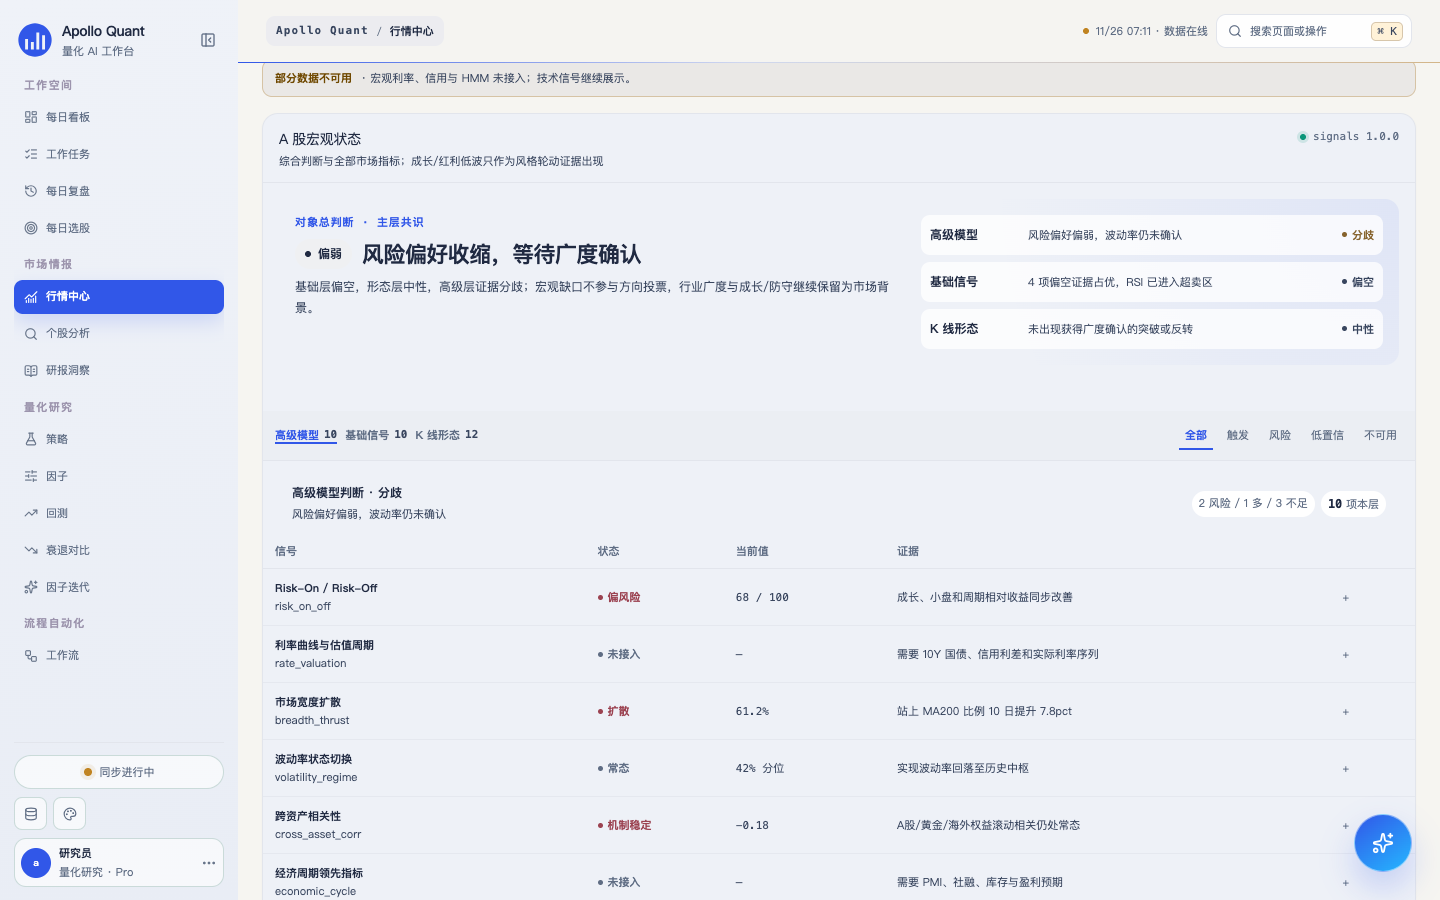 Apollo Quant
量化 AI 工作台
工作空间
每日看板
工作任务
每日复盘
每日选股
市场情报
行情中心
个股分析
研报洞察
量化研究
策略
因子
回测
衰退对比
因子迭代
流程自动化
工作流
同步进行中
a
研究员
量化研究 · Pro
Apollo Quant / 行情中心
11/26 07:11 · 数据在线
搜索页面或操作
⌘ K
部分数据不可用 · 宏观利率、信用与 HMM 未接入；技术信号继续展示。
A 股宏观状态
综合判断与全部市场指标；成长/红利低波只作为风格轮动证据出现
signals 1.0.0
对象总判断 · 主层共识
偏弱 风险偏好收缩，等待广度确认
基础层偏空，形态层中性，高级层证据分歧；宏观缺口不参与方向投票，行业广度与成长/防守继续保留为市场背
景。
高级模型 风险偏好偏弱，波动率仍未确认 分歧
基础信号 4 项偏空证据占优，RSI 已进入超卖区 偏空
K 线形态 未出现获得广度确认的突破或反转 中性
高级模型 10 基础信号 10 K 线形态 12
全部 触发 风险 低置信 不可用
高级模型判断 · 分歧
风险偏好偏弱，波动率仍未确认
2 风险 / 1 多 / 3 不足
10 项本层
信号 状态 当前值 证据
Risk-On / Risk-Off
risk_on_off
偏风险 68 / 100 成长、小盘和周期相对收益同步改善 +
利率曲线与估值周期
rate_valuation
未接入 — 需要 10Y 国债、信用利差和实际利率序列 +
市场宽度扩散
breadth_thrust
扩散 61.2% 站上 MA200 比例 10 日提升 7.8pct +
波动率状态切换
volatility_regime
常态 42% 分位 实现波动率回落至历史中枢 +
跨资产相关性
cross_asset_corr
机制稳定 -0.18 A股/黄金/海外权益滚动相关仍处常态 +
经济周期领先指标
economic_cycle
未接入 — 需要 PMI、社融、库存与盈利预期 +